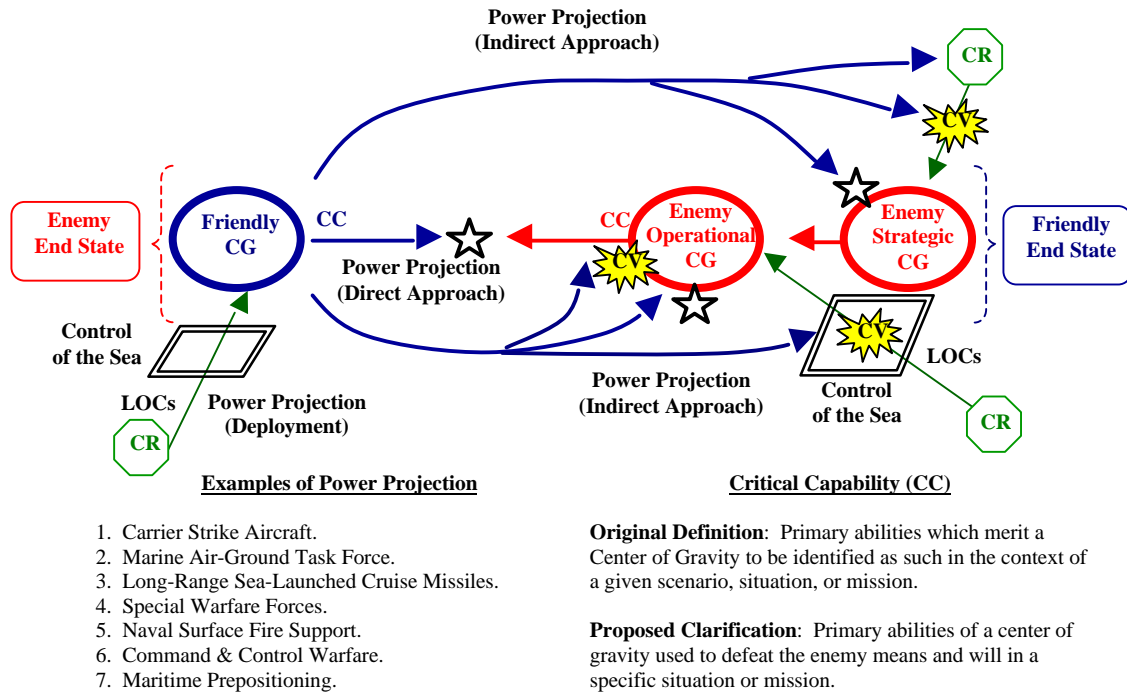 Power Projection
(Indirect Approach)
CR
CV
Enemy
End State
Friendly
CG
CC
CC
Enemy
Operational
CG
Enemy
Strategic
CG
Friendly
End State
CV
Power Projection
(Direct Approach)
Control
of the Sea
CV
LOCs
LOCs
Power Projection
(Deployment)
Power Projection
(Indirect Approach)
Control
of the Sea
CR
CR
Examples of Power Projection
1. Carrier Strike Aircraft.
2. Marine Air-Ground Task Force.
3. Long-Range Sea-Launched Cruise Missiles.
4. Special Warfare Forces.
5. Naval Surface Fire Support.
6. Command & Control Warfare.
7. Maritime Prepositioning.
Critical Capability (CC)
Original Definition: Primary abilities which merit a
Center of Gravity to be identified as such in the context of
a given scenario, situation, or mission.
Proposed Clarification: Primary abilities of a center of
gravity used to defeat the enemy means and will in a
specific situation or mission.